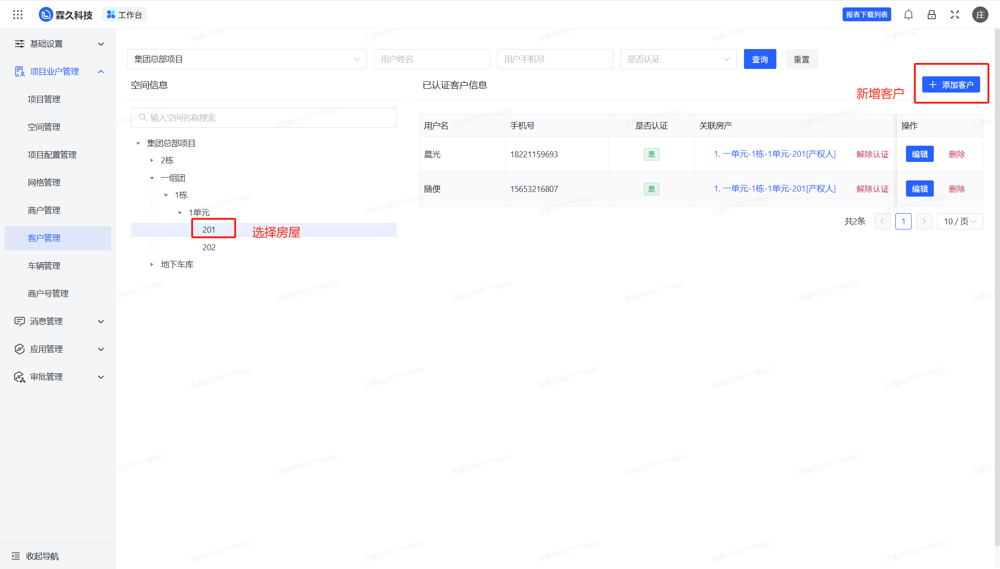 霖久科技
工作台
报表下载列表
庄
基础设置
项目业户管理
项目管理
空间管理
项目配置管理
网格管理
商户管理
客户管理
车辆管理
商户号管理
消息管理
应用管理
审批管理
收起导航
集团总部项目
用户姓名
用户手机号
是否认证
查询
重置
空间信息
输入空间名称搜索
集团总部项目
2栋
一组团
1栋
1单元
201
选择房屋
202
地下车库
已认证客户信息
新增客户
添加客户
用户名 手机号 是否认证 关联房产 操作
晨光 18221159693 是 1. 一单元-1栋-1单元-201[产权人] 解除认证 编辑 删除
随便 15653216807 是 1. 一单元-1栋-1单元-201[产权人] 解除认证 编辑 删除
共2条 1 10 / 页
庄晨光182****9693